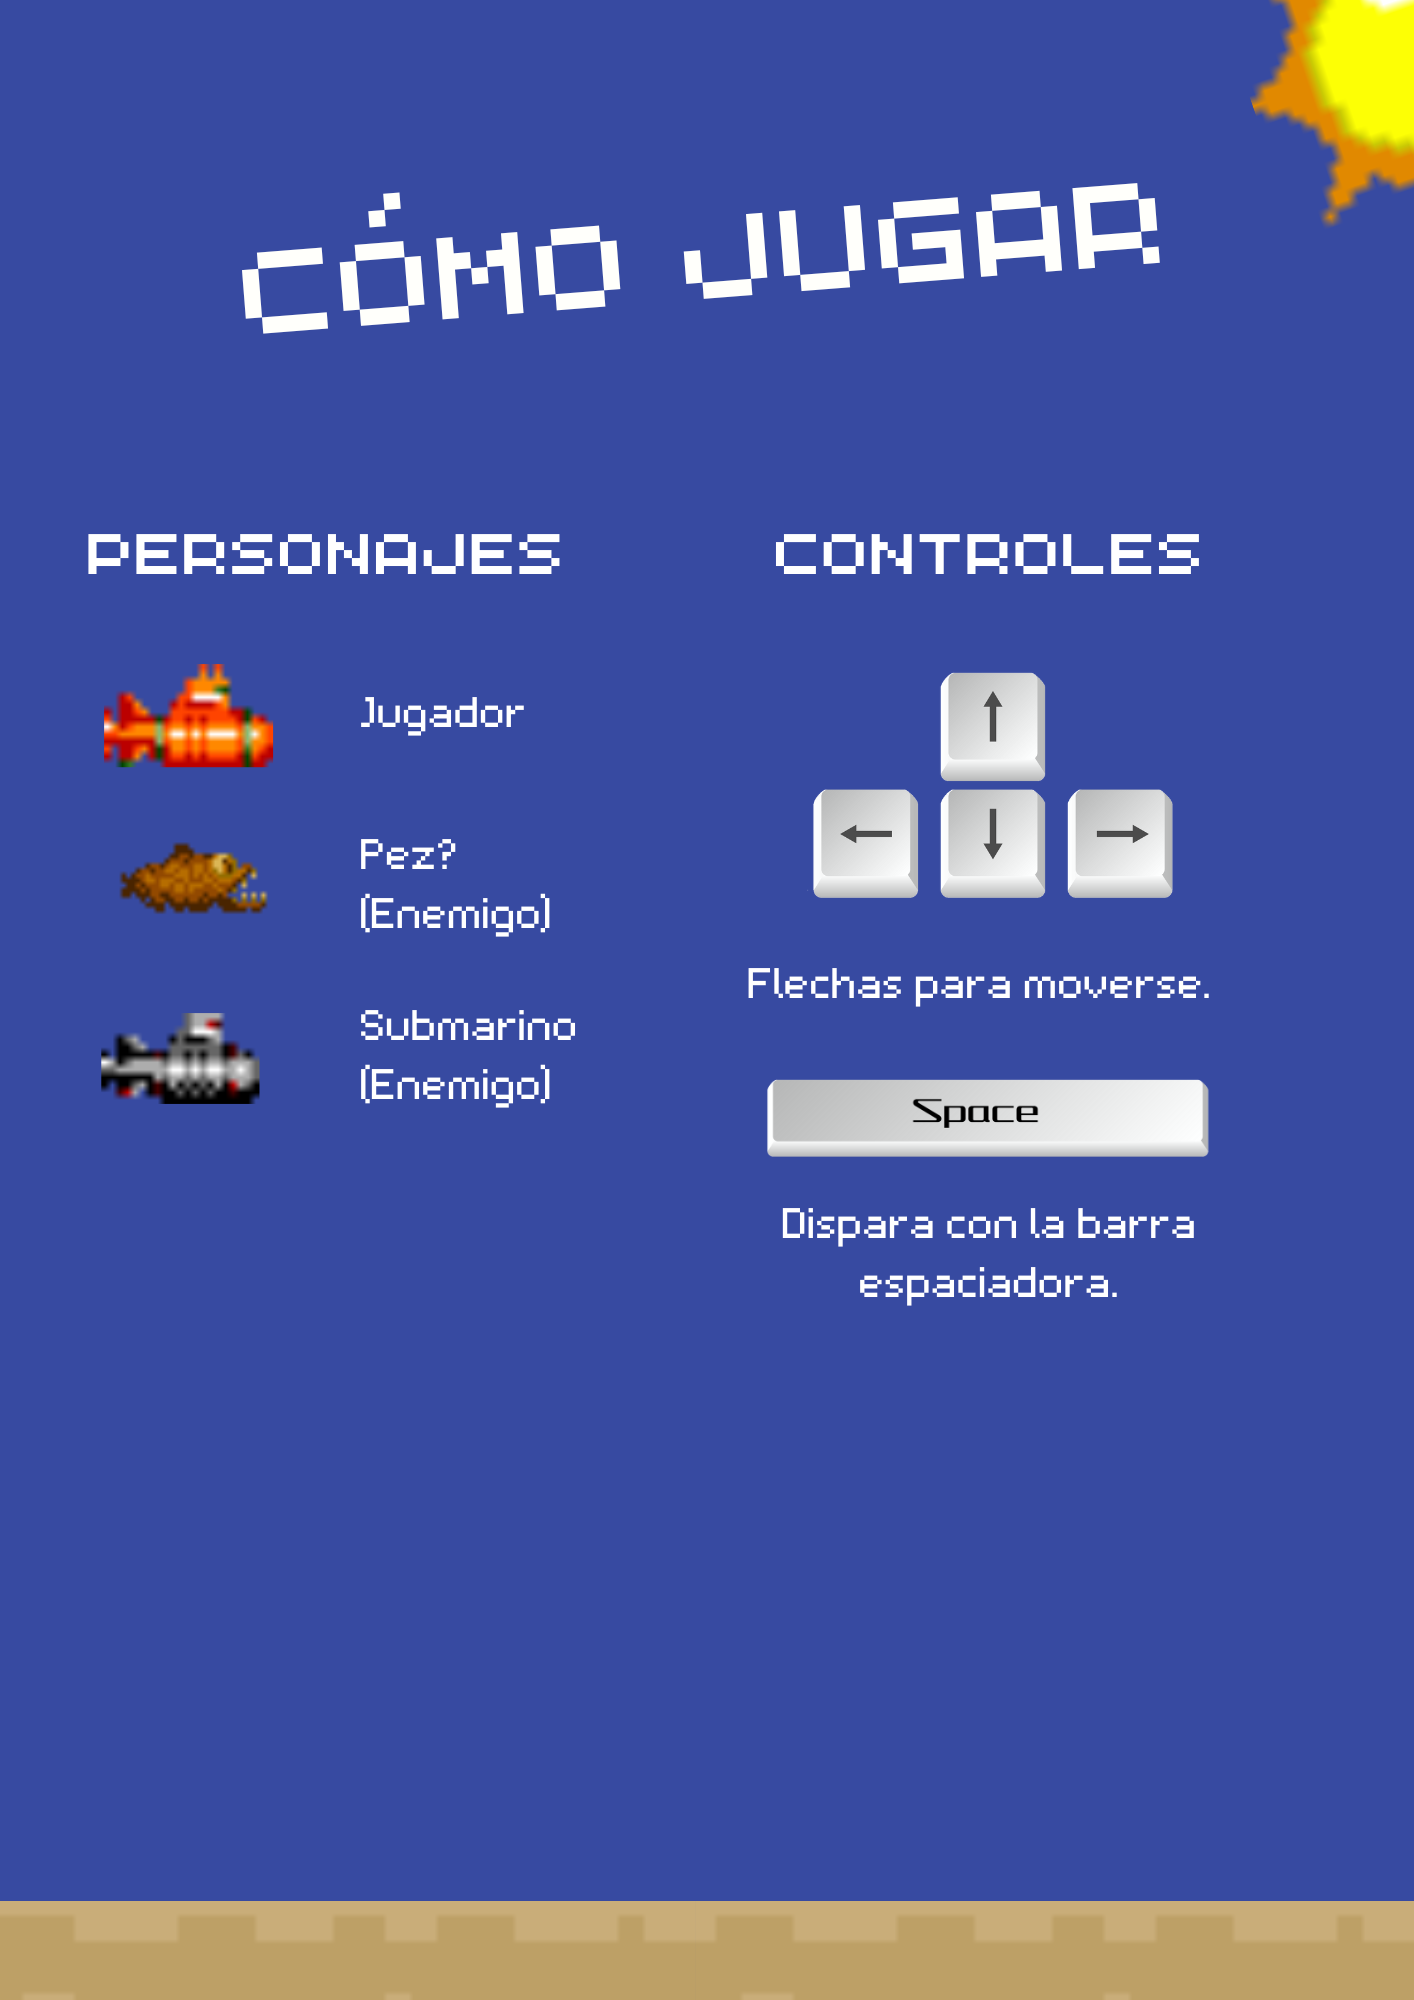 CÓMO JUGAR
PERSONAJES
Jugador
Pez?
(Enemigo)
Submarino
(Enemigo)
CONTROLES
↑
← ↓ →
Flechas para moverse.
Space
Dispara con la barra
espaciadora.